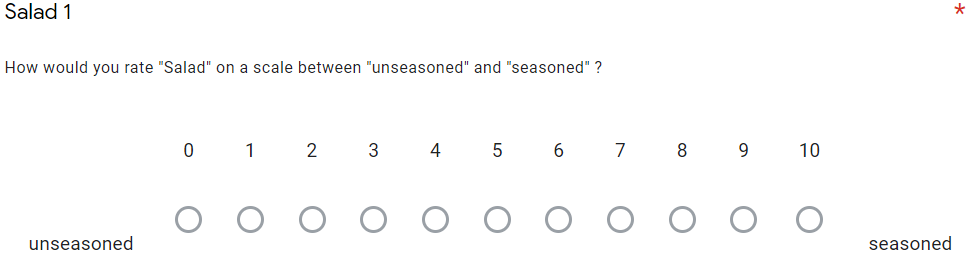 Salad 1 *
How would you rate "Salad" on a scale between "unseasoned" and "seasoned" ?
0 1 2 3 4 5 6 7 8 9 10
unseasoned seasoned